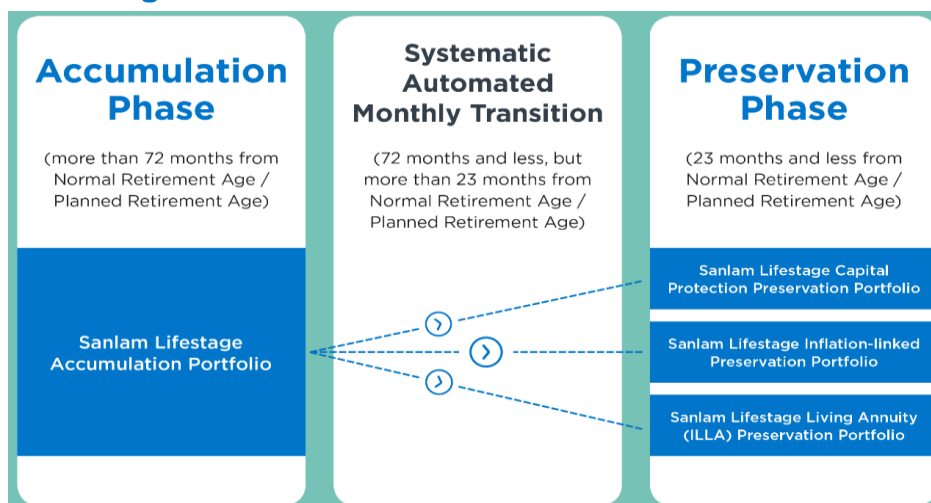 Accumulation
Phase
(more than 72 months from
Normal Retirement Age /
Planned Retirement Age)
Sanlam Lifestage
Accumulation Portfolio
Systematic
Automated
Monthly Transition
(72 months and less, but
more than 23 months from
Normal Retirement Age /
Planned Retirement Age)
Preservation
Phase
(23 months and less from
Normal Retirement Age /
Planned Retirement Age)
Sanlam Lifestage Capital
Protection Preservation Portfolio
Sanlam Lifestage Inflation-linked
Preservation Portfolio
Sanlam Lifestage Living Annuity
(ILLA) Preservation Portfolio